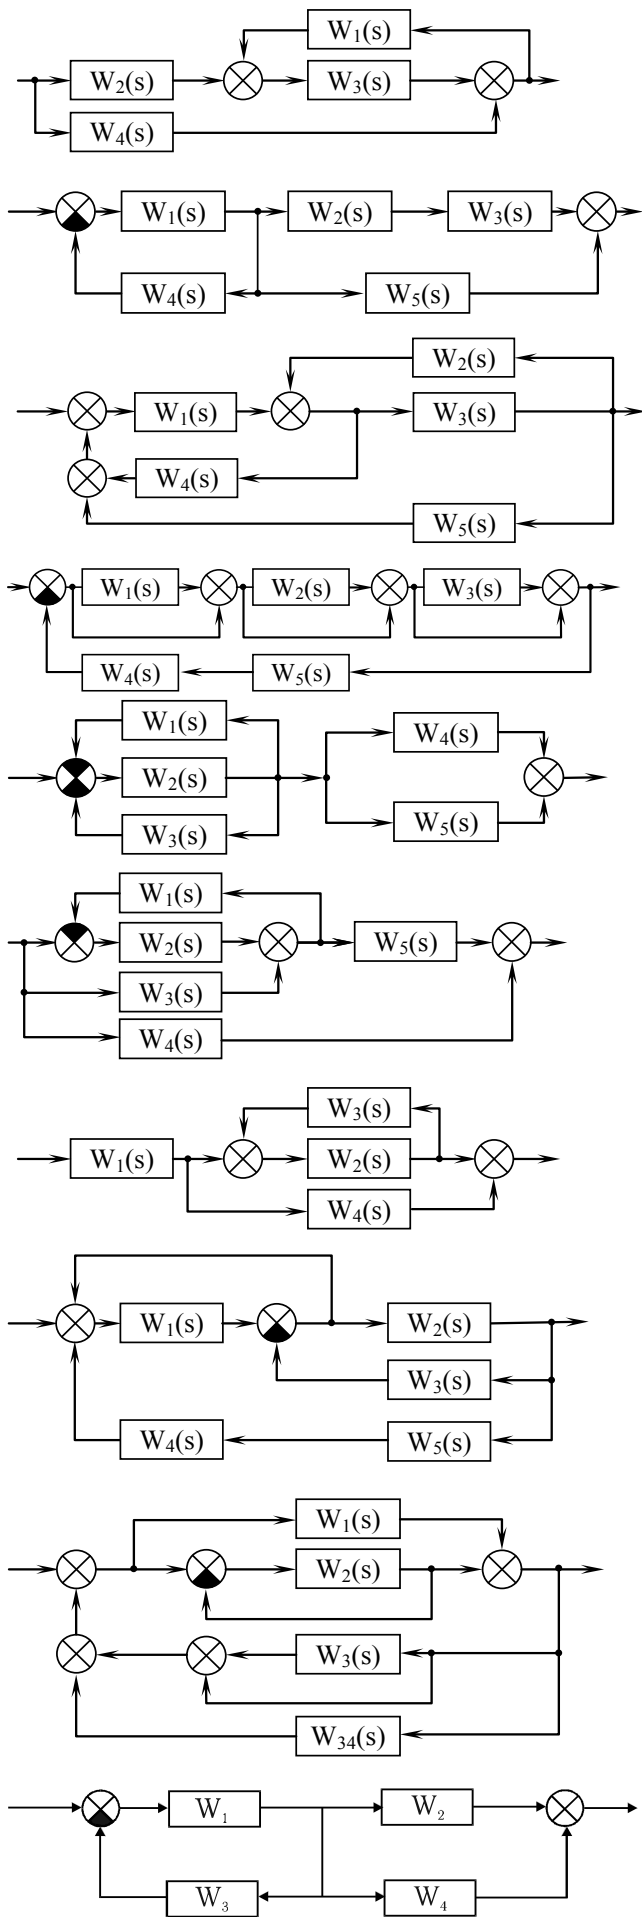 W₁(s)
W₂(s) W₃(s)
W₄(s)
W₁(s) W₂(s) W₃(s)
W₄(s) W₅(s)
W₂(s)
W₁(s) W₃(s)
W₄(s)
W₅(s)
W₁(s) W₂(s) W₃(s)
W₄(s) W₅(s)
W₁(s) W₄(s)
W₂(s)
W₃(s) W₅(s)
W₁(s)
W₂(s) W₅(s)
W₃(s)
W₄(s)
W₃(s)
W₁(s) W₂(s)
W₄(s)
W₁(s) W₂(s)
W₃(s)
W₄(s) W₅(s)
W₁(s)
W₂(s)
W₃(s)
W₃₄(s)
W₁ W₂
W₃ W₄